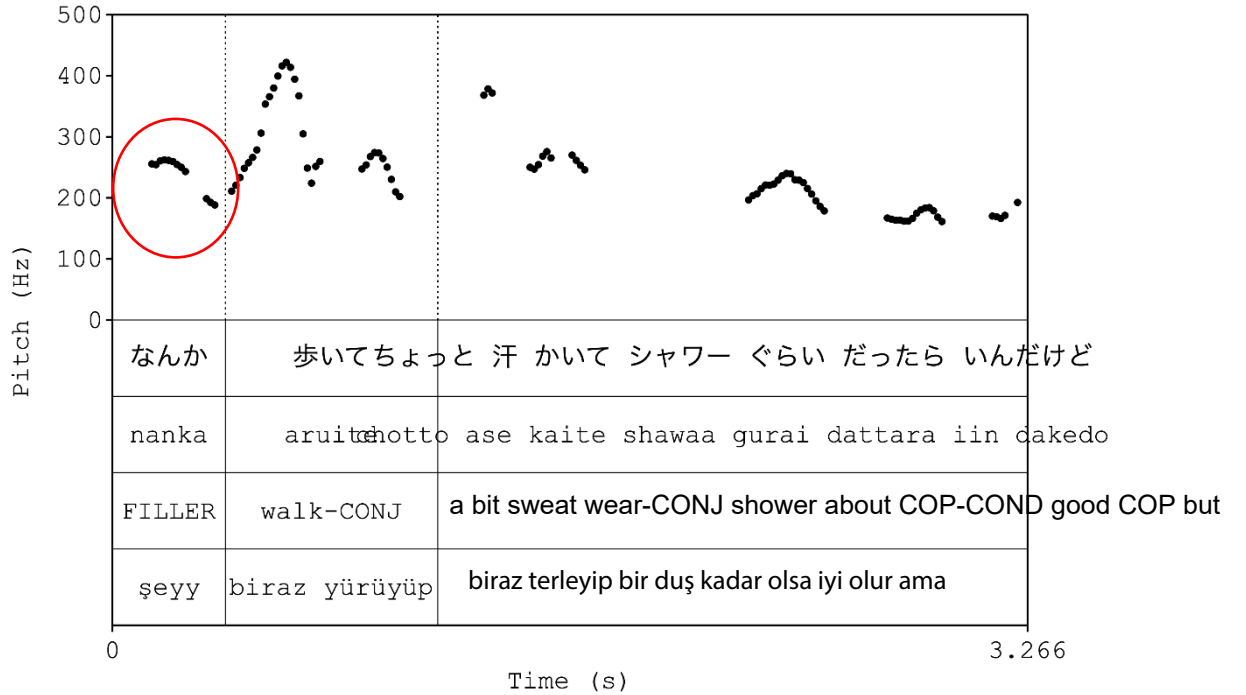 500
400
300
200
100
0
Pitch (Hz)
なんか 歩いてちょっと 汗 かいて シャワー ぐらい だったら いんだけど
nanka aruite chotto ase kaite shawaa gurai dattara iin dakedo
FILLER walk-CONJ a bit sweat wear-CONJ shower about COP-COND good COP but
şeyy biraz yürüyüp biraz terleyip bir duş kadar olsa iyi olur ama
0 3.266
Time (s)